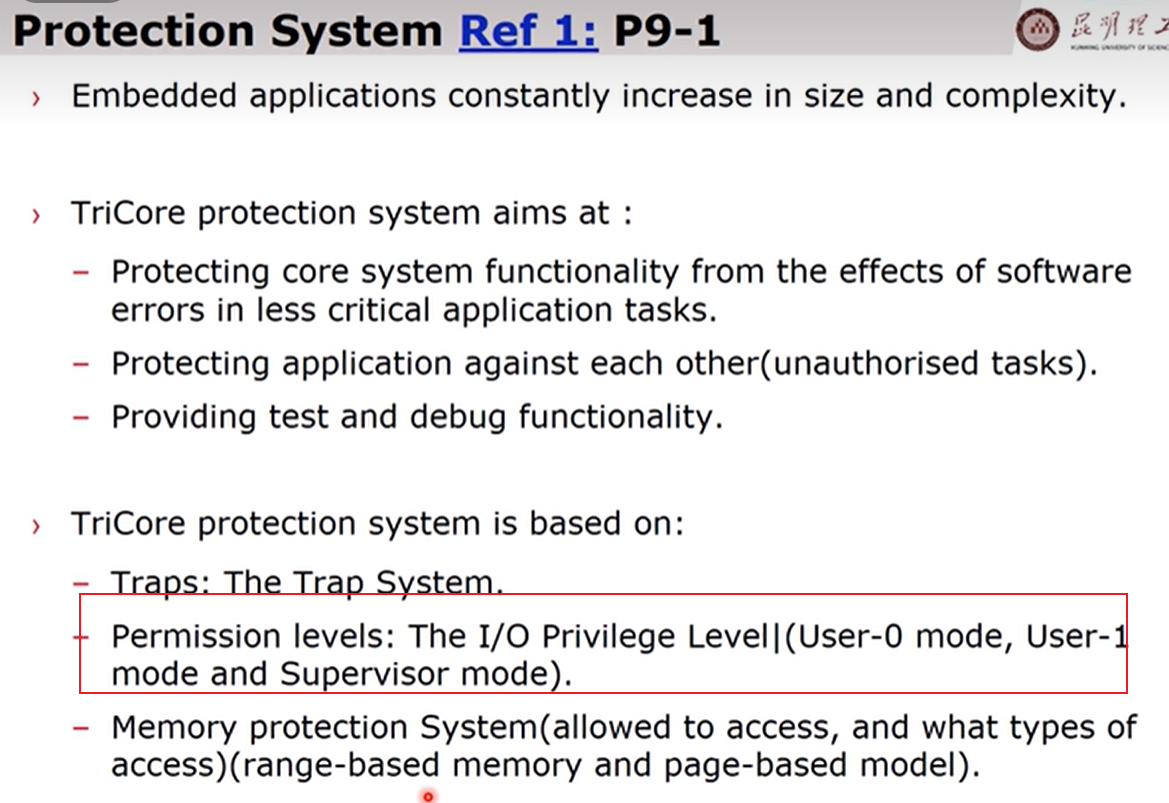 Protection System Ref 1: P9-1
昆明理工
KUNMING UNIVERSITY OF SCIENC
› Embedded applications constantly increase in size and complexity.
› TriCore protection system aims at :
– Protecting core system functionality from the effects of software
errors in less critical application tasks.
– Protecting application against each other(unauthorised tasks).
– Providing test and debug functionality.
› TriCore protection system is based on:
– Traps: The Trap System.
– Permission levels: The I/O Privilege Level|(User-0 mode, User-1
mode and Supervisor mode).
– Memory protection System(allowed to access, and what types of
access)(range-based memory and page-based model).